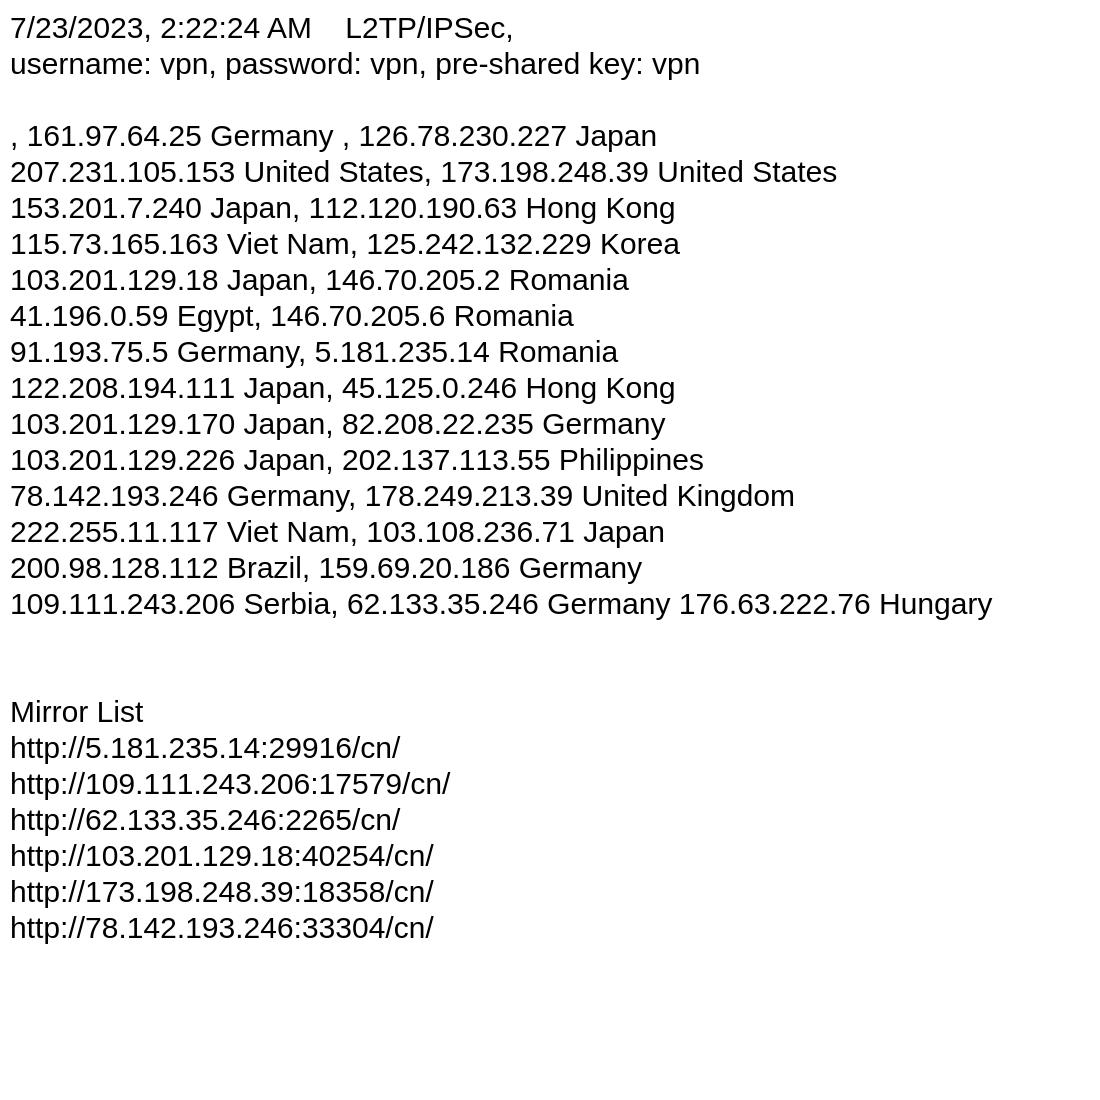 7/23/2023, 2:22:24 AM    L2TP/IPSec,
username: vpn, password: vpn, pre-shared key: vpn
, 161.97.64.25 Germany , 126.78.230.227 Japan
207.231.105.153 United States, 173.198.248.39 United States
153.201.7.240 Japan, 112.120.190.63 Hong Kong
115.73.165.163 Viet Nam, 125.242.132.229 Korea
103.201.129.18 Japan, 146.70.205.2 Romania
41.196.0.59 Egypt, 146.70.205.6 Romania
91.193.75.5 Germany, 5.181.235.14 Romania
122.208.194.111 Japan, 45.125.0.246 Hong Kong
103.201.129.170 Japan, 82.208.22.235 Germany
103.201.129.226 Japan, 202.137.113.55 Philippines
78.142.193.246 Germany, 178.249.213.39 United Kingdom
222.255.11.117 Viet Nam, 103.108.236.71 Japan
200.98.128.112 Brazil, 159.69.20.186 Germany
109.111.243.206 Serbia, 62.133.35.246 Germany 176.63.222.76 Hungary
Mirror List
http://5.181.235.14:29916/cn/
http://109.111.243.206:17579/cn/
http://62.133.35.246:2265/cn/
http://103.201.129.18:40254/cn/
http://173.198.248.39:18358/cn/
http://78.142.193.246:33304/cn/